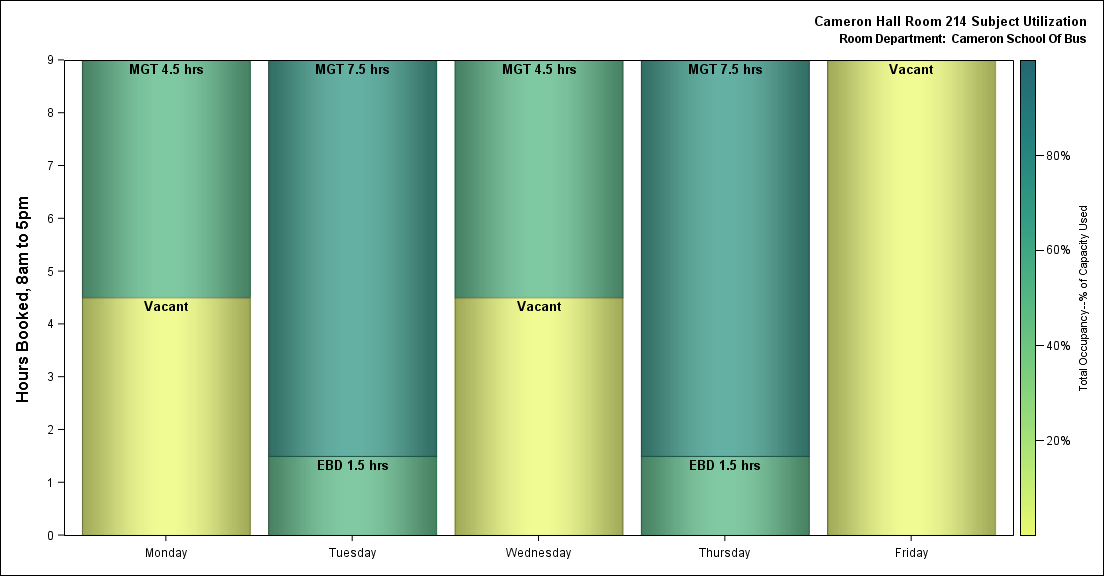 Cameron Hall Room 214 Subject Utilization
Room Department: Cameron School Of Bus
Hours Booked, 8am to 5pm
9
8
7
6
5
4
3
2
1
0
MGT 4.5 hrs
Vacant
Monday
MGT 7.5 hrs
EBD 1.5 hrs
Tuesday
MGT 4.5 hrs
Vacant
Wednesday
MGT 7.5 hrs
EBD 1.5 hrs
Thursday
Vacant
Friday
80%
60%
40%
20%
Total Occupancy--% of Capacity Used